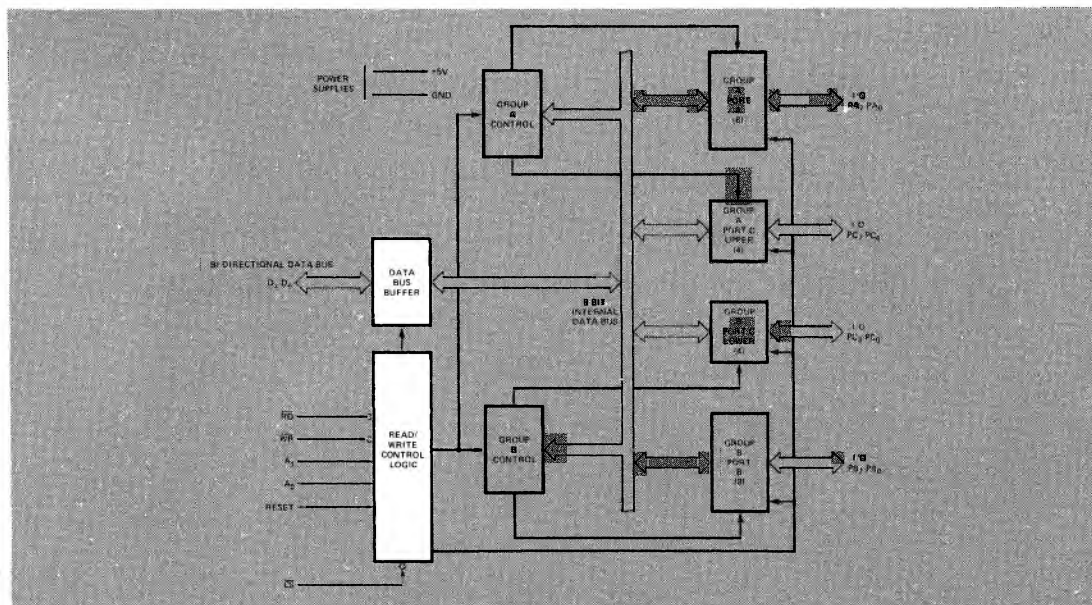 POWER
SUPPLIES
+5V
GND
GROUP
A
CONTROL
GROUP
A
PORT
A
(8)
I/O
PA7-PA0
GROUP
A
PORT C
UPPER
(4)
I/O
PC7-PC4
BI-DIRECTIONAL DATA BUS
D7-D0
DATA
BUS
BUFFER
8 BIT
INTERNAL
DATA BUS
GROUP
B
PORT C
LOWER
(4)
I/O
PC3-PC0
RD
WR
A1
A0
RESET
CS
READ/
WRITE
CONTROL
LOGIC
GROUP
B
CONTROL
GROUP
B
PORT
B
(8)
I/O
PB7-PB0